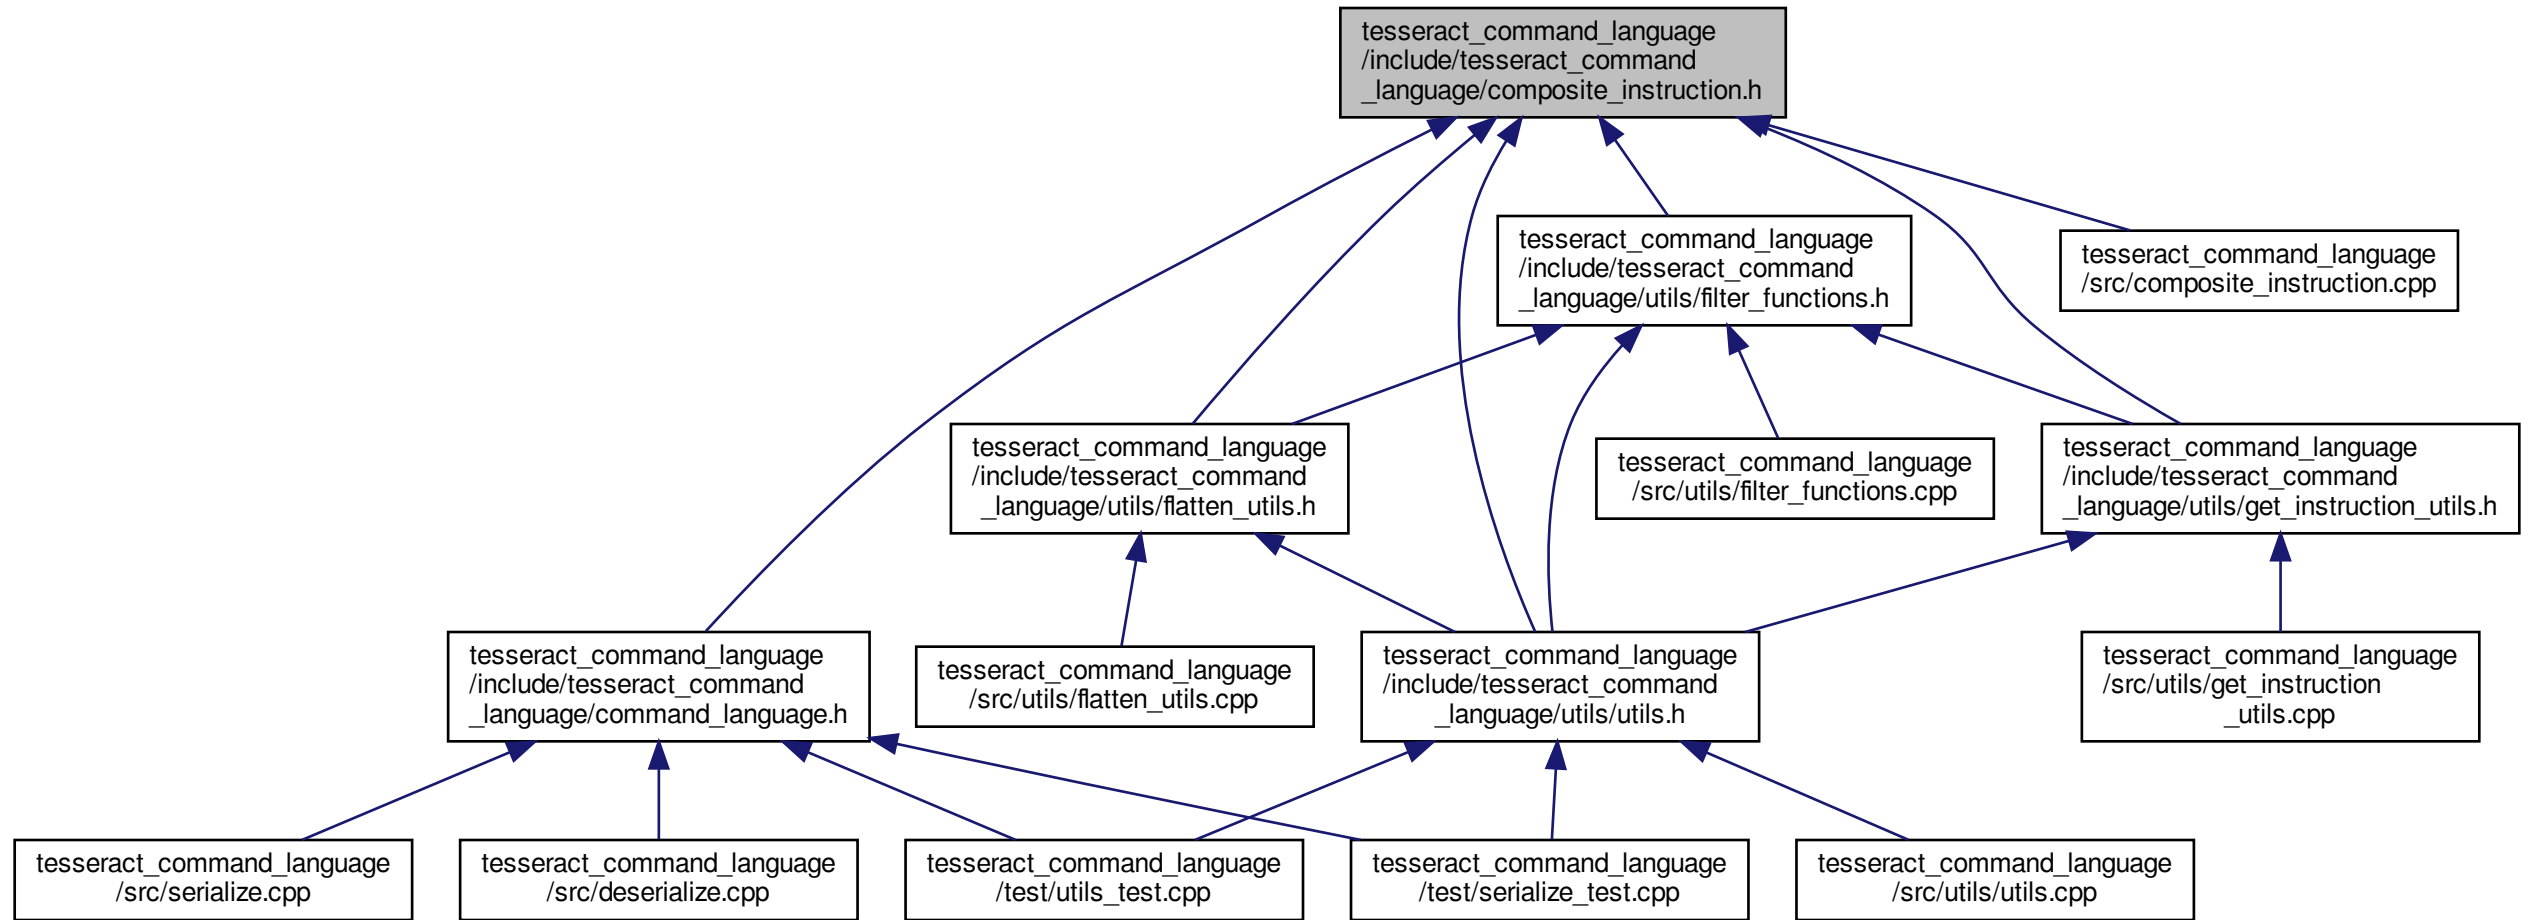 tesseract_command_language
/include/tesseract_command
_language/composite_instruction.h
tesseract_command_language
/include/tesseract_command
_language/utils/filter_functions.h
tesseract_command_language
/src/composite_instruction.cpp
tesseract_command_language
/include/tesseract_command
_language/utils/flatten_utils.h
tesseract_command_language
/src/utils/filter_functions.cpp
tesseract_command_language
/include/tesseract_command
_language/utils/get_instruction_utils.h
tesseract_command_language
/include/tesseract_command
_language/command_language.h
tesseract_command_language
/src/utils/flatten_utils.cpp
tesseract_command_language
/include/tesseract_command
_language/utils/utils.h
tesseract_command_language
/src/utils/get_instruction
_utils.cpp
tesseract_command_language
/src/serialize.cpp
tesseract_command_language
/src/deserialize.cpp
tesseract_command_language
/test/utils_test.cpp
tesseract_command_language
/test/serialize_test.cpp
tesseract_command_language
/src/utils/utils.cpp